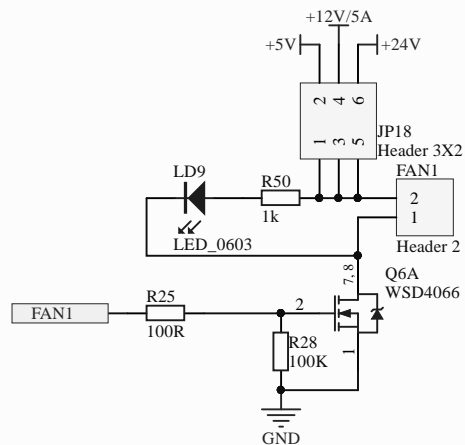 +12V/5A
+5V
+24V
2
4
6
1
3
5
JP18
Header 3X2
FAN1
LD9
R50
2
1k
1
LED_0603
Header 2
7, 8
Q6A
WSD4066
R25
FAN1
2
100R
R28
100K
1
GND